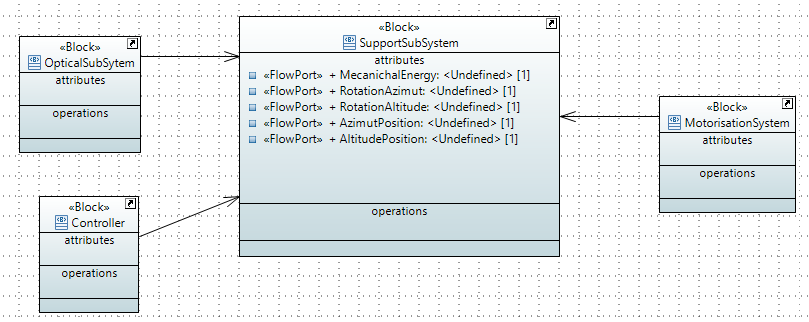 «Block»
OpticalSubSytem
attributes
operations
«Block»
SupportSubSystem
attributes
«FlowPort» + MecanichalEnergy: <Undefined> [1]
«FlowPort» + RotationAzimut: <Undefined> [1]
«FlowPort» + RotationAltitude: <Undefined> [1]
«FlowPort» + AzimutPosition: <Undefined> [1]
«FlowPort» + AltitudePosition: <Undefined> [1]
operations
«Block»
MotorisationSystem
attributes
operations
«Block»
Controller
attributes
operations